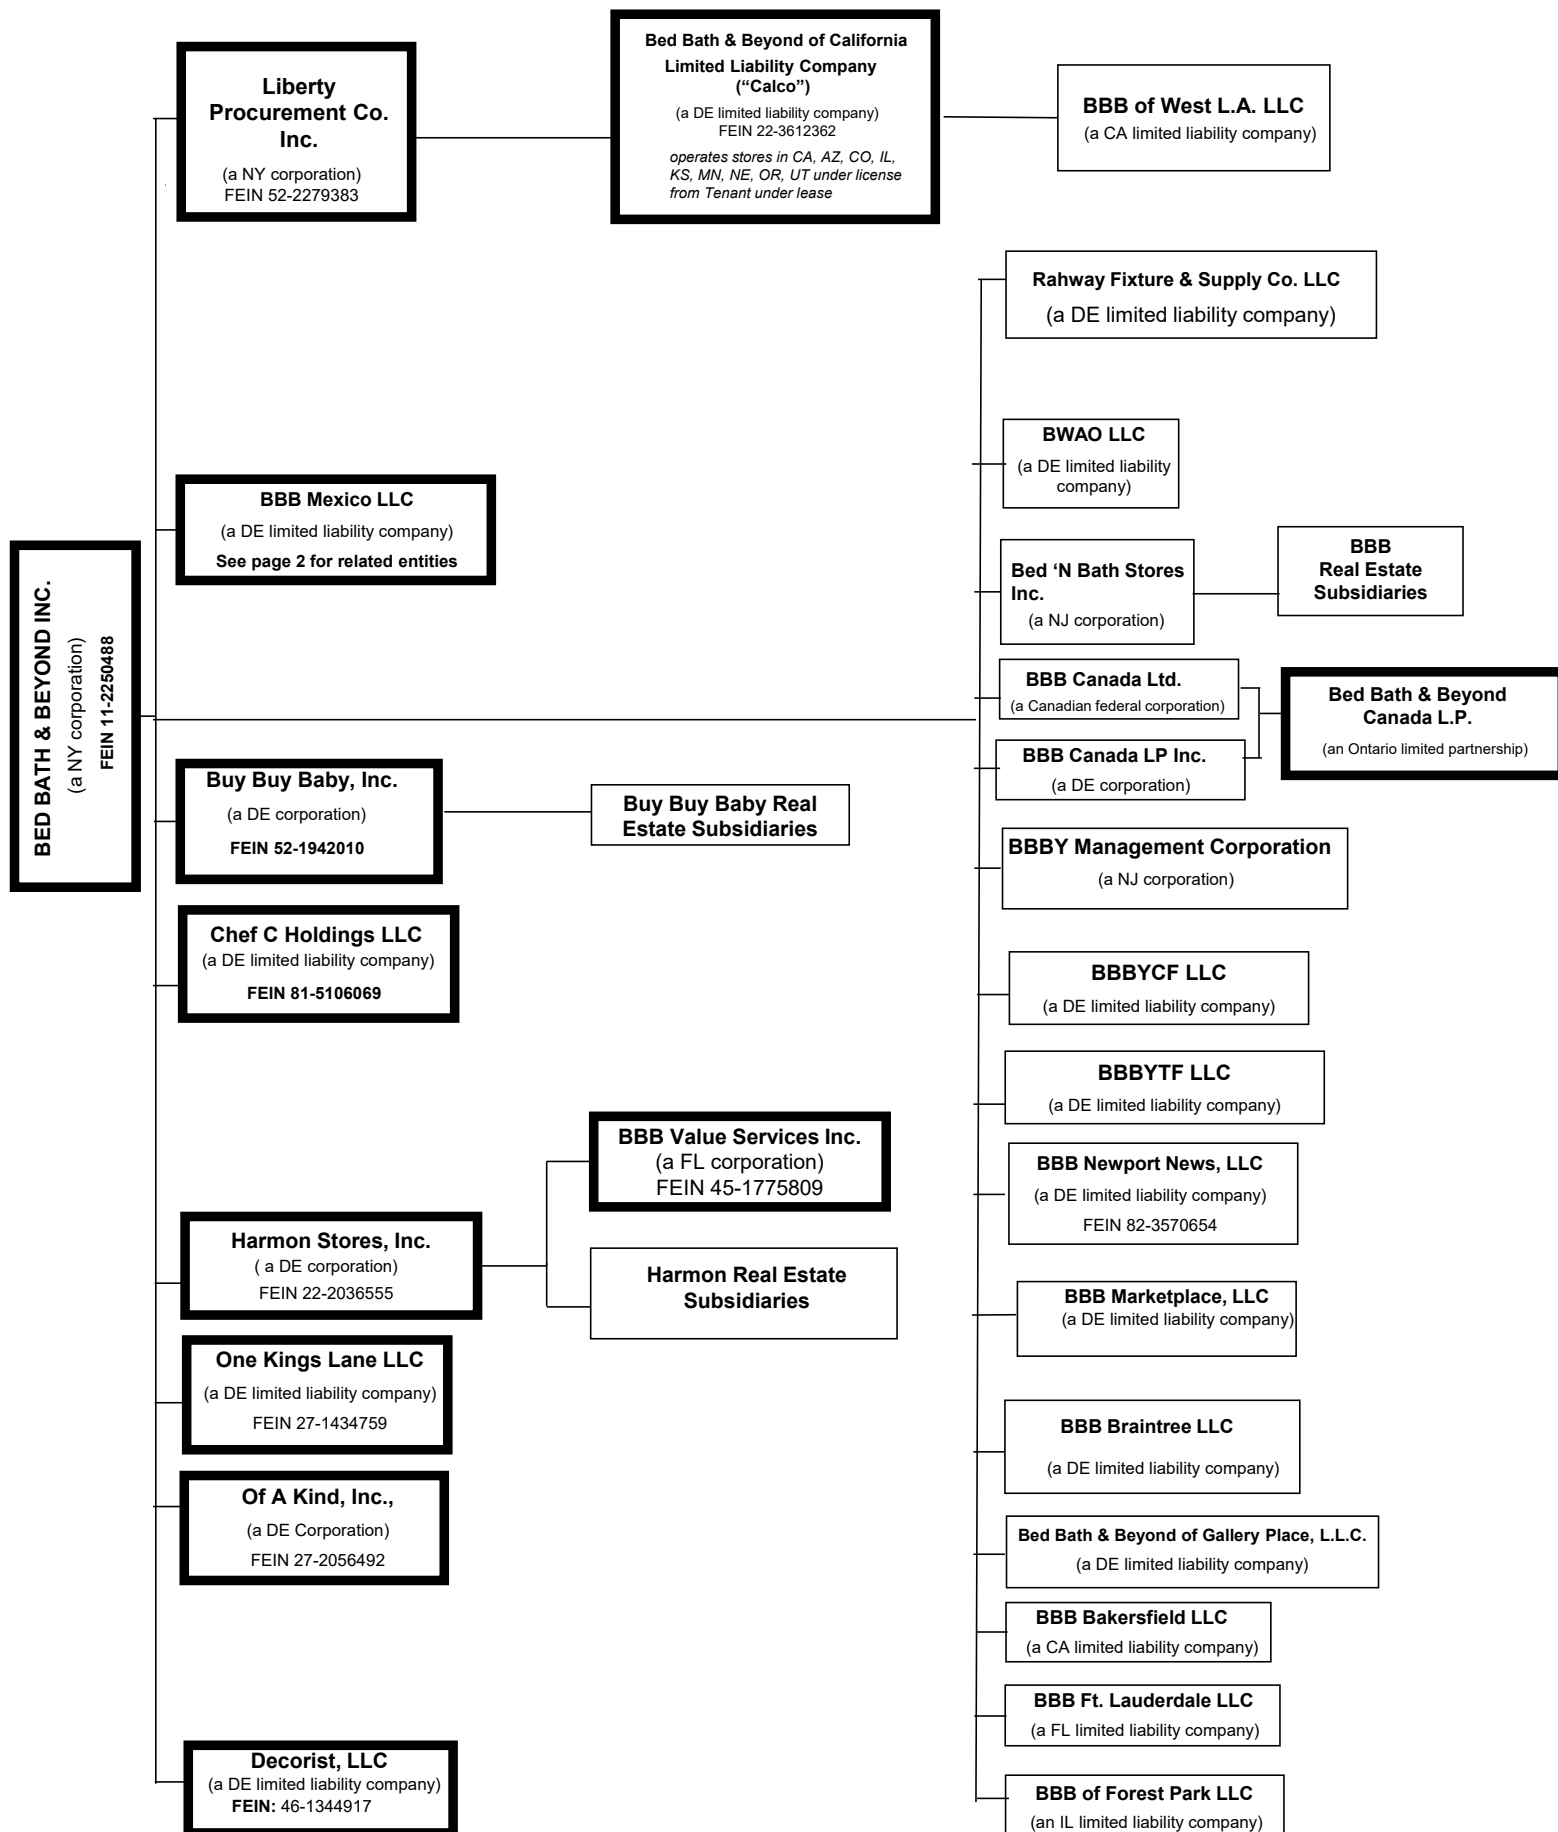 BED BATH & BEYOND INC.
(a NY corporation)
FEIN 11-2250488
Liberty
Procurement Co.
Inc.
(a NY corporation)
FEIN 52-2279383
Bed Bath & Beyond of California
Limited Liability Company
(“Calco”)
(a DE limited liability company)
FEIN 22-3612362
operates stores in CA, AZ, CO, IL,
KS, MN, NE, OR, UT under license
from Tenant under lease
BBB of West L.A. LLC
(a CA limited liability company)
BBB Mexico LLC
(a DE limited liability company)
See page 2 for related entities
Buy Buy Baby, Inc.
(a DE corporation)
FEIN 52-1942010
Buy Buy Baby Real
Estate Subsidiaries
Chef C Holdings LLC
(a DE limited liability company)
FEIN 81-5106069
Harmon Stores, Inc.
( a DE corporation)
FEIN 22-2036555
BBB Value Services Inc.
(a FL corporation)
FEIN 45-1775809
Harmon Real Estate
Subsidiaries
One Kings Lane LLC
(a DE limited liability company)
FEIN 27-1434759
Of A Kind, Inc.,
(a DE Corporation)
FEIN 27-2056492
Decorist, LLC
(a DE limited liability company)
FEIN: 46-1344917
Rahway Fixture & Supply Co. LLC
(a DE limited liability company)
BWAO LLC
(a DE limited liability
company)
Bed ‘N Bath Stores
Inc.
(a NJ corporation)
BBB
Real Estate
Subsidiaries
BBB Canada Ltd.
(a Canadian federal corporation)
BBB Canada LP Inc.
(a DE corporation)
Bed Bath & Beyond
Canada L.P.
(an Ontario limited partnership)
BBBY Management Corporation
(a NJ corporation)
BBBYCF LLC
(a DE limited liability company)
BBBYTF LLC
(a DE limited liability company)
BBB Newport News, LLC
(a DE limited liability company)
FEIN 82-3570654
BBB Marketplace, LLC
(a DE limited liability company)
BBB Braintree LLC
(a DE limited liability company)
Bed Bath & Beyond of Gallery Place, L.L.C.
(a DE limited liability company)
BBB Bakersfield LLC
(a CA limited liability company)
BBB Ft. Lauderdale LLC
(a FL limited liability company)
BBB of Forest Park LLC
(an IL limited liability company)